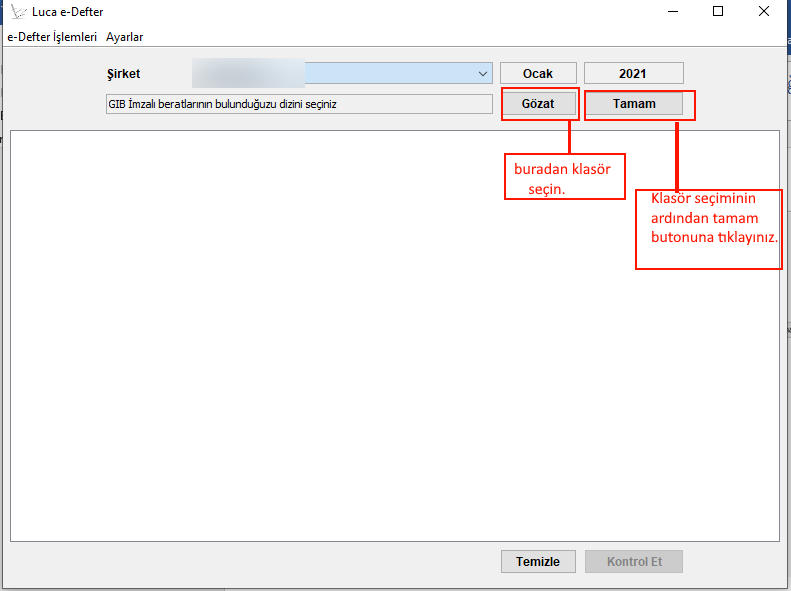 Luca e-Defter
e-Defter İşlemleri Ayarlar
Şirket
Ocak
2021
GIB İmzalı beratlarının bulunduğuzu dizini seçiniz
Gözat
Tamam
buradan klasör
seçin.
Klasör seçiminin
ardından tamam
butonuna tıklayınız.
Temizle
Kontrol Et